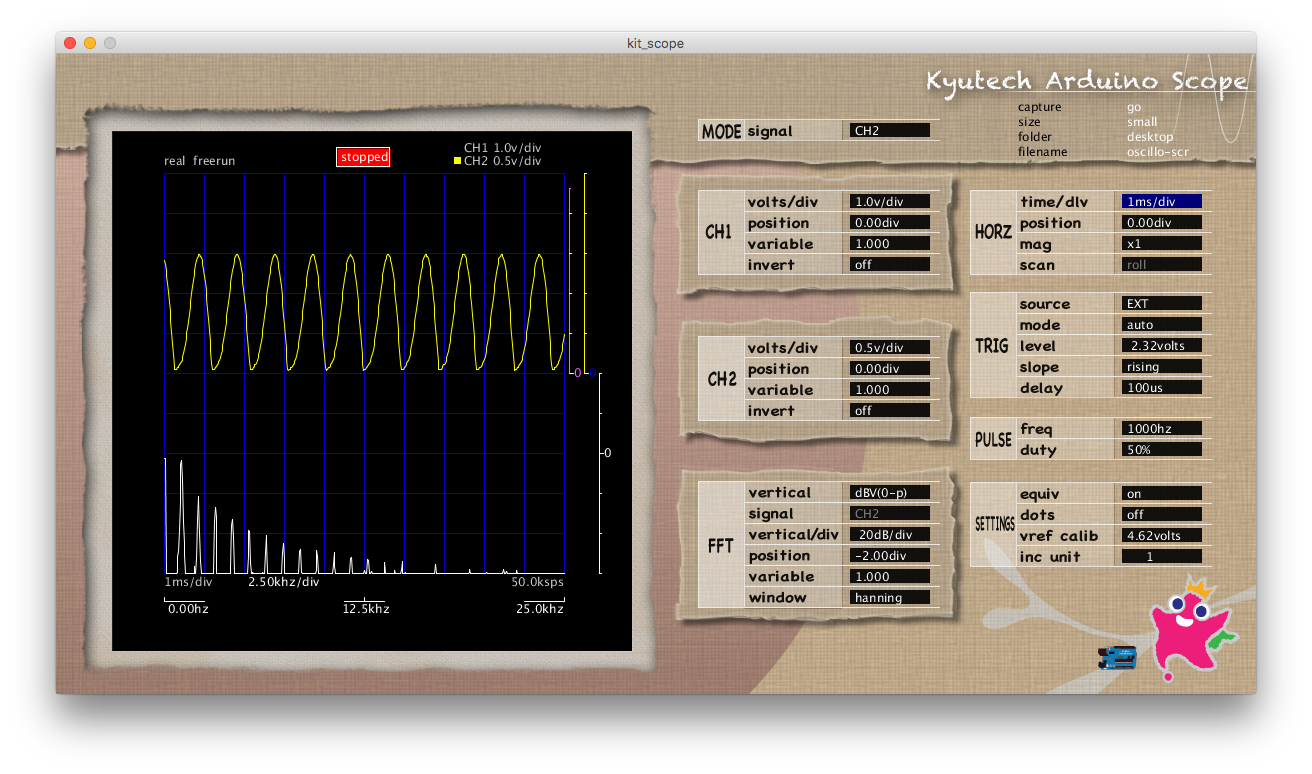 kit_scope
Kyutech Arduino Scope
capture go
size small
folder desktop
filename oscillo-scr
MODE signal CH2
real freerun
stopped
CH1 1.0v/div
CH2 0.5v/div
0
0
1ms/div 2.50khz/div 50.0ksps
0.00hz 12.5khz 25.0khz
CH1
volts/div 1.0v/div
position 0.00div
variable 1.000
invert off
CH2
volts/div 0.5v/div
position 0.00div
variable 1.000
invert off
FFT
vertical dBV(0-p)
signal CH2
vertical/div 20dB/div
position -2.00div
variable 1.000
window hanning
HORZ
time/dlv 1ms/div
position 0.00div
mag x1
scan roll
TRIG
source EXT
mode auto
level 2.32volts
slope rising
delay 100us
PULSE
freq 1000hz
duty 50%
SETTINGS
equiv on
dots off
vref calib 4.62volts
inc unit 1